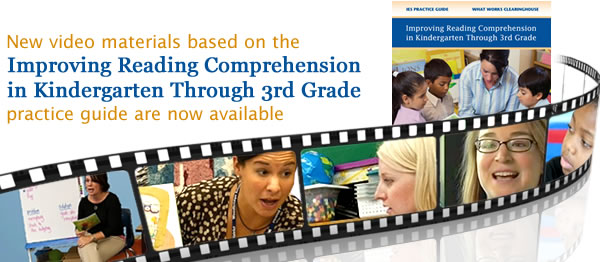 New video materials based on the
Improving Reading Comprehension
in Kindergarten Through 3rd Grade
practice guide are now available
IES PRACTICE GUIDE WHAT WORKS CLEARINGHOUSE
Improving Reading Comprehension
in Kindergarten Through 3rd Grade